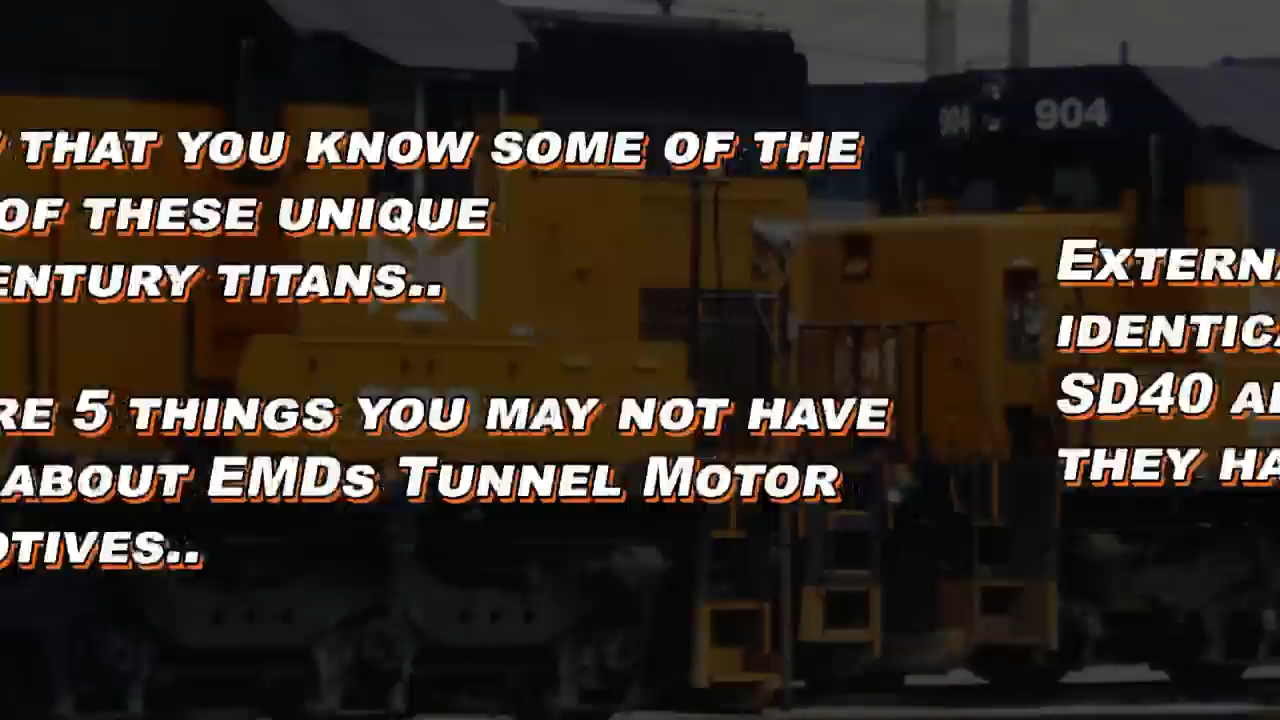 THAT YOU KNOW SOME OF THE
OF THESE UNIQUE
ENTURY TITANS..
RE 5 THINGS YOU MAY NOT HAVE
ABOUT EMDS TUNNEL MOTOR
OTIVES..
EXTERN
IDENTIC
SD40 A
THEY HA
904
904